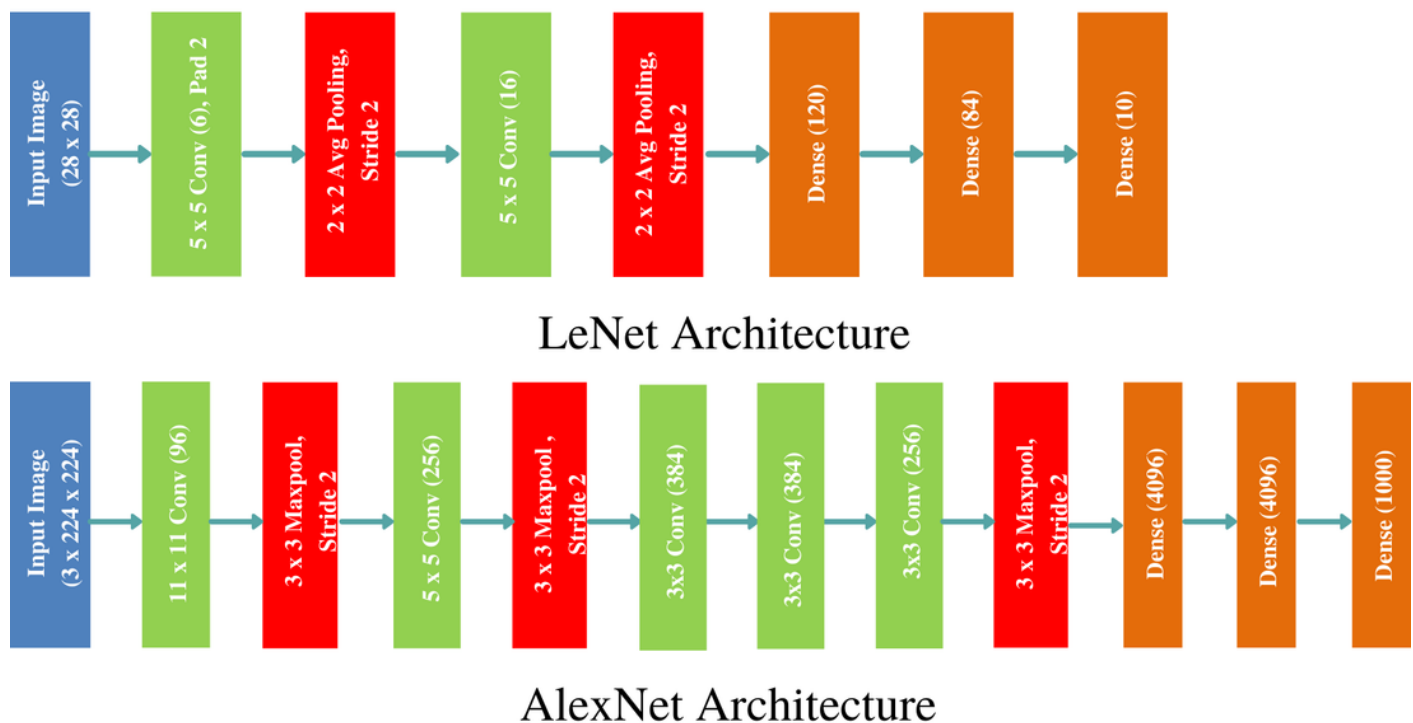 Input Image
(28 x 28)
5 x 5 Conv (6), Pad 2
2 x 2 Avg Pooling,
Stride 2
5 x 5 Conv (16)
2 x 2 Avg Pooling,
Stride 2
Dense (120)
Dense (84)
Dense (10)
LeNet Architecture
Input Image
(3 x 224 x 224)
11 x 11 Conv (96)
3 x 3 Maxpool,
Stride 2
5 x 5 Conv (256)
3 x 3 Maxpool ,
Stride 2
3x3 Conv (384)
3x3 Conv (384)
3x3 Conv (256)
3 x 3 Maxpool,
Stride 2
Dense (4096)
Dense (4096)
Dense (1000)
AlexNet Architecture